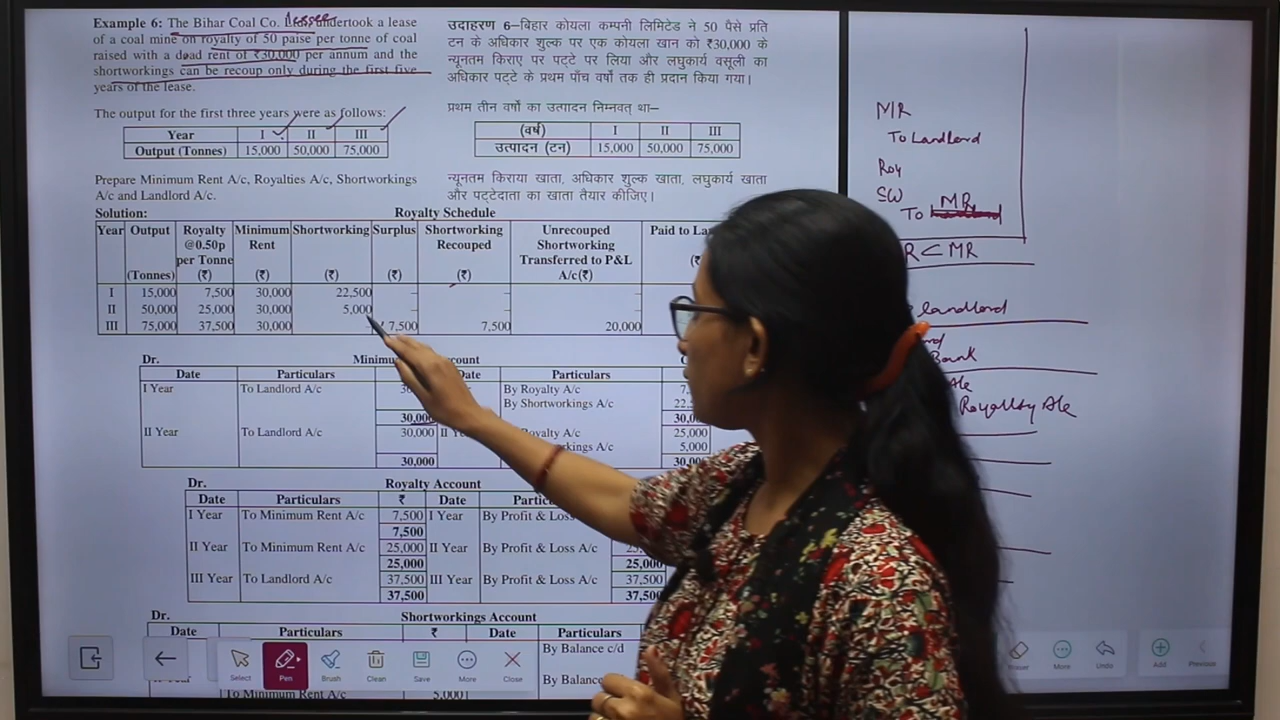 Example 6: The Bihar Coal Co. undertook a lease
Lessee
of a coal mine on royalty of 50 paise per tonne of coal
raised with a dead rent of ₹30,000 per annum and the
shortworkings can be recoup only during the first five
years of the lease.
The output for the first three years were as follows:
Year I II III
Output (Tonnes) 15,000 50,000 75,000
Prepare Minimum Rent A/c, Royalties A/c, Shortworkings
A/c and Landlord A/c.
उदाहरण 6–बिहार कोयला कम्पनी लिमिटेड ने 50 पैसे प्रति
टन के अधिकार शुल्क पर एक कोयला खान को ₹30,000 के
न्यूनतम किराए पर पट्टे पर लिया और लघुकार्य वसूली का
अधिकार पट्टे के प्रथम पाँच वर्षों तक ही प्रदान किया गया।
प्रथम तीन वर्षों का उत्पादन निम्नवत् था–
(वर्ष) I II III
उत्पादन (टन) 15,000 50,000 75,000
न्यूनतम किराया खाता, अधिकार शुल्क खाता, लघुकार्य खाता
और पट्टेदाता का खाता तैयार कीजिए।
Solution: Royalty Schedule
Year Output Royalty Minimum Shortworking Surplus Shortworking Unrecouped Paid to
@0.50p Rent Recouped Shortworking
per Tonne Transferred to P&L
(Tonnes) (₹) (₹) (₹) (₹) (₹) A/c(₹)
I 15,000 7,500 30,000 22,500 – – –
II 50,000 25,000 30,000 5,000 – – –
III 75,000 37,500 30,000 7,500 7,500 20,000
Dr.
Date Particulars Date Particulars
I Year To Landlord A/c By Royalty A/c
By Shortworkings A/c
30,000
II Year To Landlord A/c 30,000 25,000
5,000
30,000
Dr. Royalty Account
Date Particulars ₹ Date
I Year To Minimum Rent A/c 7,500 I Year By Profit & Loss
7,500
II Year To Minimum Rent A/c 25,000 II Year By Profit & Loss A/c
25,000 25,000
III Year To Landlord A/c 37,500 III Year By Profit & Loss A/c 37,500
37,500 37,500
Dr. Shortworkings Account
Date Particulars ₹ Date Particulars
By Balance c/d
To Minimum Rent A/c 5,000
MR
To Landlord
Roy
SW
To MR
R < MR
landlord
Bank
Royalty A/c
Select Pen Brush Clean Save More Close
More Undo Add Previous